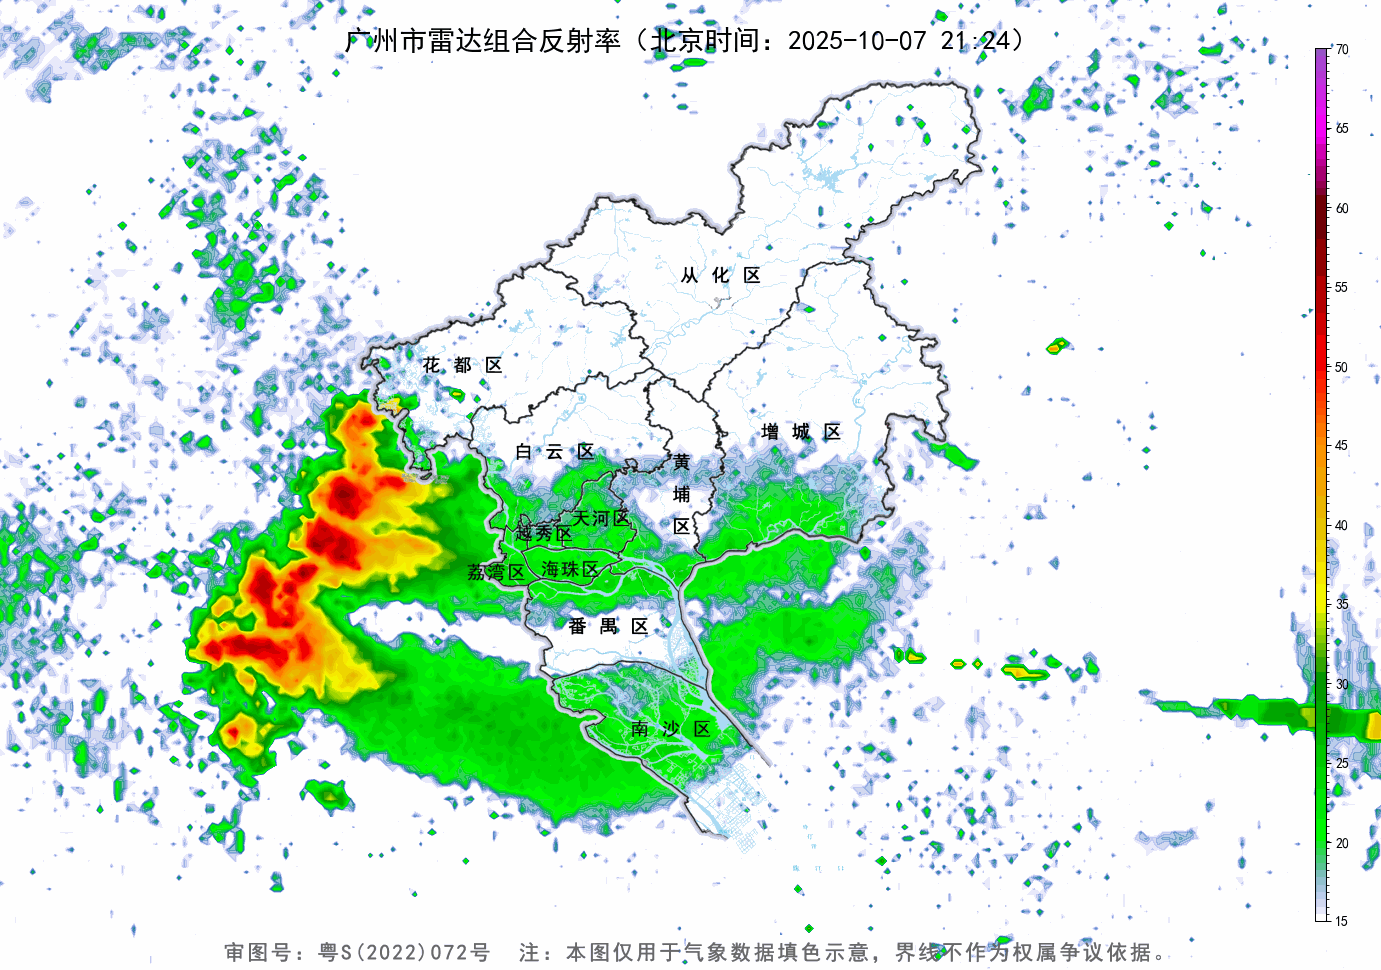 广州市雷达组合反射率（北京时间：2025-10-07 21:24）
70
65
60
55
50
45
40
35
30
25
20
15
从化区
花都区
增城区
白云区
黄埔区
天河区
越秀区
荔湾区
海珠区
番禺区
南沙区
审图号：粤S(2022)072号 注：本图仅用于气象数据填色示意，界线不作为权属争议依据。